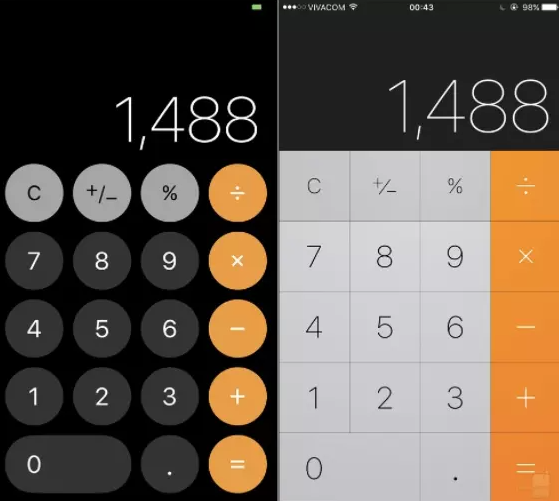 ●●●○○ VIVACOM 00:43 98%
1,488
C +/− % ÷
7 8 9 ×
4 5 6 −
1 2 3 +
0 . =
1,488
C +/− % ÷
7 8 9 ×
4 5 6 −
1 2 3 +
0 . =